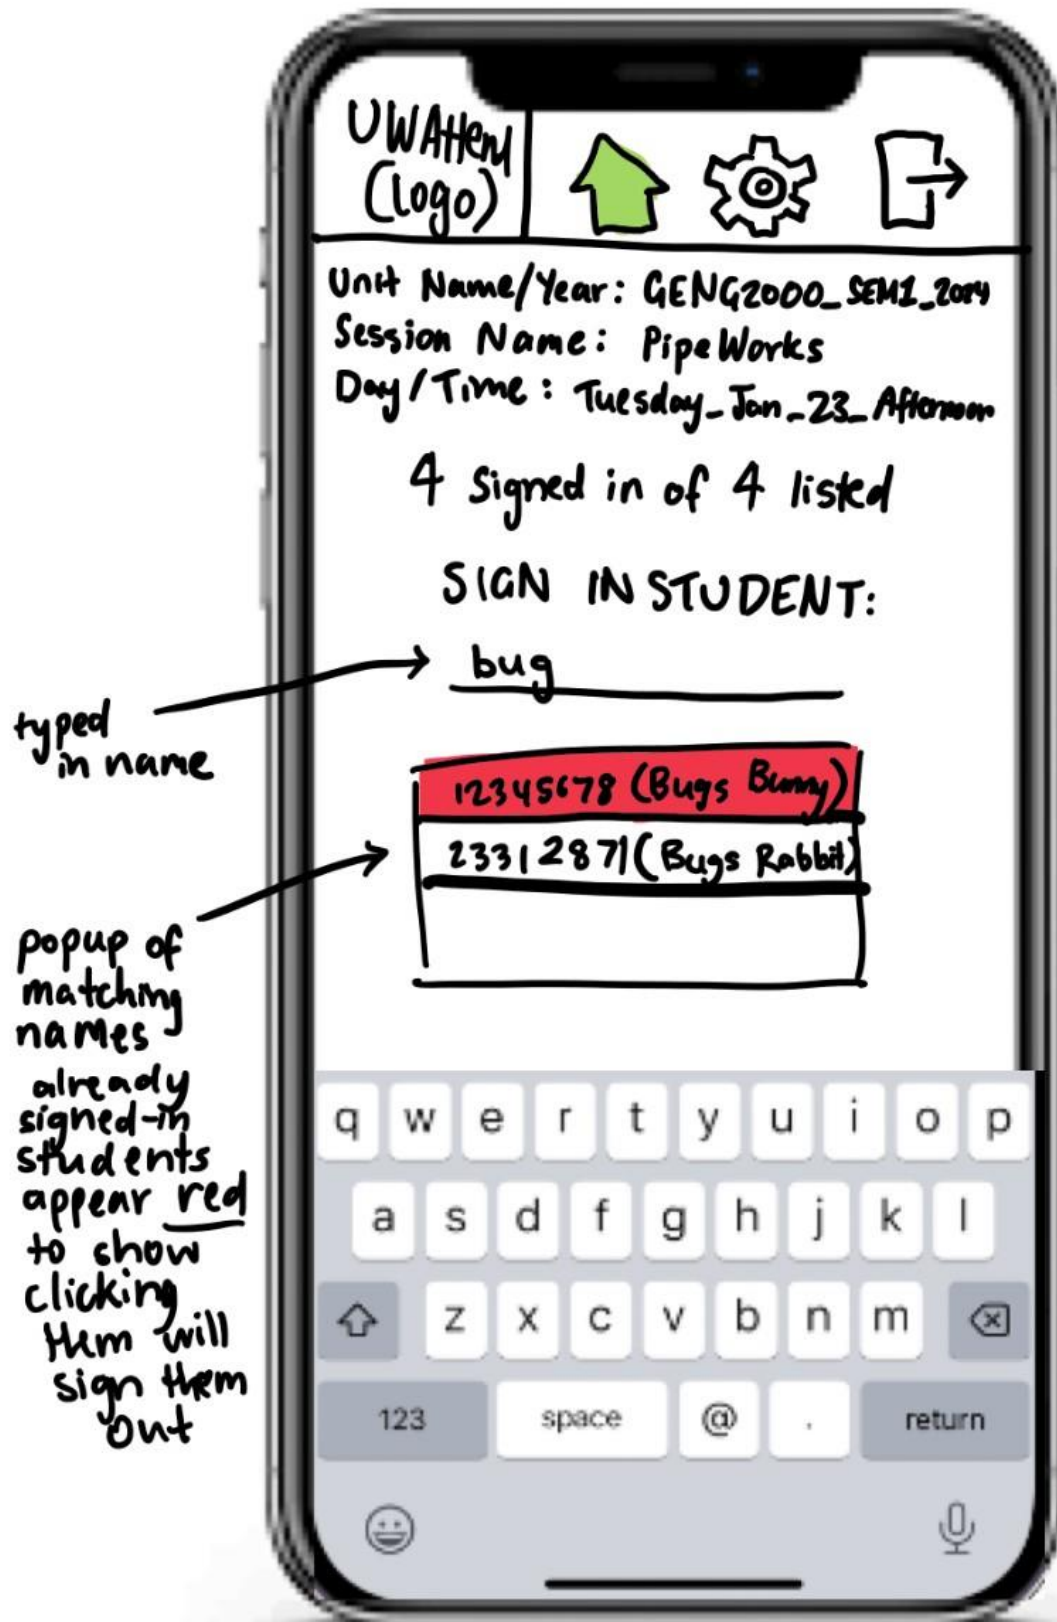 UWAttend
(logo)
Unit Name/Year: GENG2000_SEM1_2024
Session Name: PipeWorks
Day/Time: Tuesday_Jan_23_Afternoon
4 signed in of 4 listed
SIGN IN STUDENT:
bug
typed
in name
12345678 (Bugs Bunny)
23312871 (Bugs Rabbit)
popup of
matching
names
already
signed-in
students
appear red
to show
clicking
them will
sign them
out
q w e r t y u i o p
a s d f g h j k l
z x c v b n m
123 space @ . return